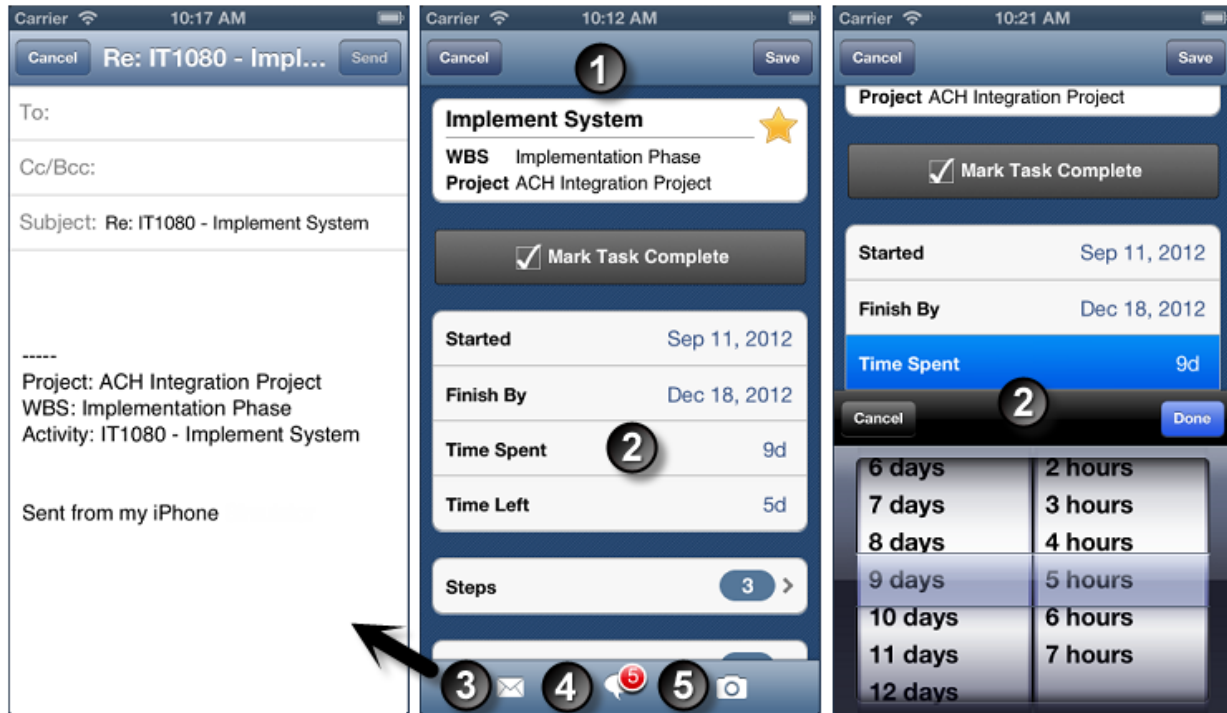 Carrier 10:17 AM
Cancel Re: IT1080 - Impl... Send
To:
Cc/Bcc:
Subject: Re: IT1080 - Implement System
-----
Project: ACH Integration Project
WBS: Implementation Phase
Activity: IT1080 - Implement System
Sent from my iPhone
Carrier 10:12 AM
Cancel 1 Save
Implement System
WBS Implementation Phase
Project ACH Integration Project
Mark Task Complete
Started Sep 11, 2012
Finish By Dec 18, 2012
Time Spent 2 9d
Time Left 5d
Steps 3
3 4 5 5
Carrier 10:21 AM
Cancel Save
Project ACH Integration Project
Mark Task Complete
Started Sep 11, 2012
Finish By Dec 18, 2012
Time Spent 9d
Cancel 2 Done
6 days 2 hours
7 days 3 hours
8 days 4 hours
9 days 5 hours
10 days 6 hours
11 days 7 hours
12 days